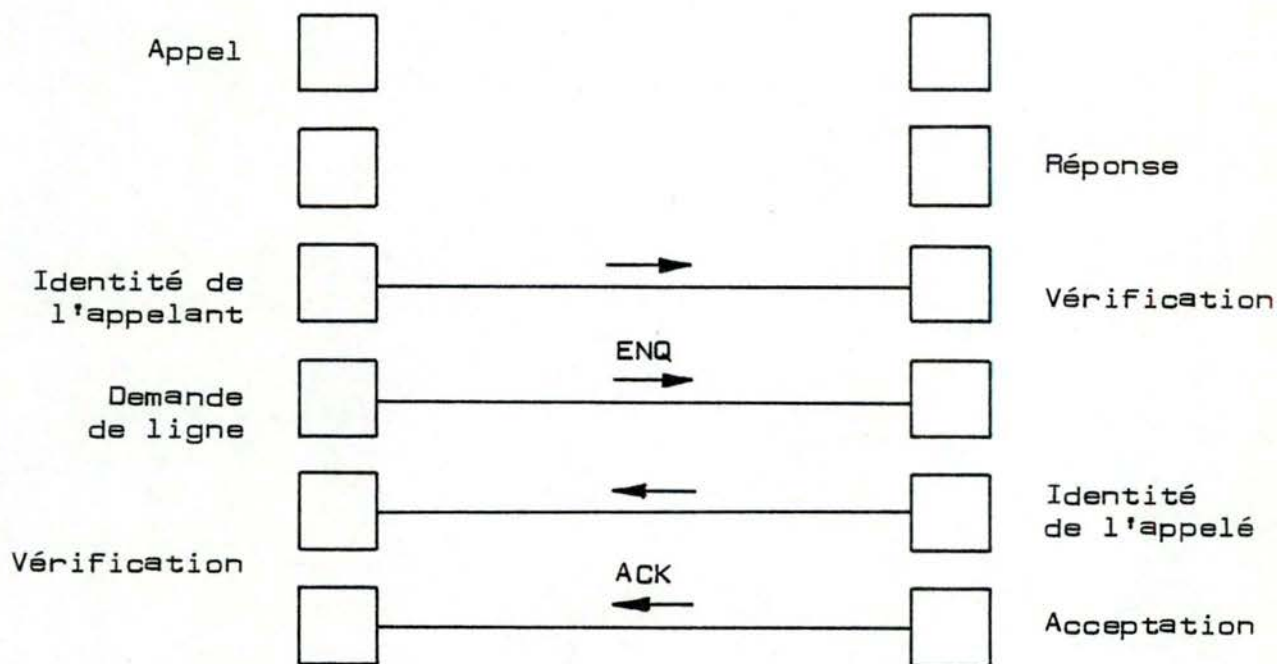 Appel
Réponse
Identité de
l'appelant
Vérification
ENQ
Demande
de ligne
Identité
de l'appelé
Vérification
ACK
Acceptation